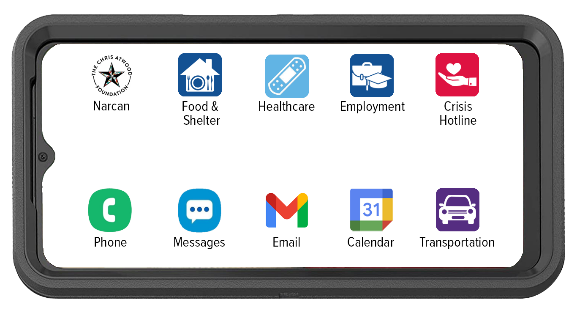 THE CHRIS ATWOOD
FOUNDATION
Narcan
Food &
Shelter
Healthcare
Employment
Crisis
Hotline
31
Phone
Messages
Email
Calendar
Transportation